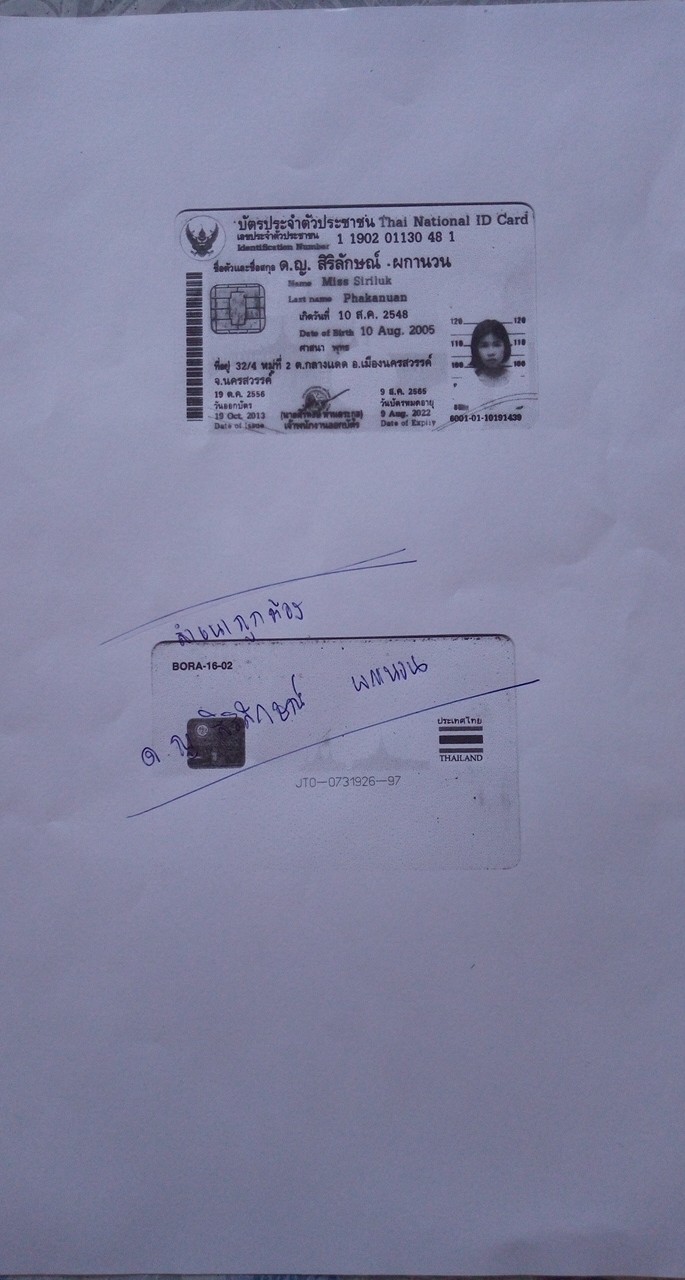 บัตรประจำตัวประชาชน Thai National ID Card
เลขประจำตัวประชาชน 1 1902 01130 48 1
Identification Number
ชื่อตัวและชื่อสกุล ด.ญ. สิริลักษณ์ ผกานวน
Name Miss Siriluk
Last name Phakanuan
เกิดวันที่ 10 ส.ค. 2548
Date of Birth 10 Aug. 2005
ศาสนา พุทธ
ที่อยู่ 32/4 หมู่ที่ 2 ต.กลางแดด อ.เมืองนครสวรรค์
จ.นครสวรรค์
19 ต.ค. 2556
วันออกบัตร
19 Oct. 2013
Date of Issue
เจ้าพนักงานออกบัตร
9 ส.ค. 2565
วันบัตรหมดอายุ
9 Aug. 2022
Date of Expiry
120 120
110 110
100 100
6001-01-10191439
สำเนาถูกต้อง
BORA-16-02
ด.ญ. สิริลักษณ์ ผกานวน
ประเทศไทย
THAILAND
JT0-0731926-97